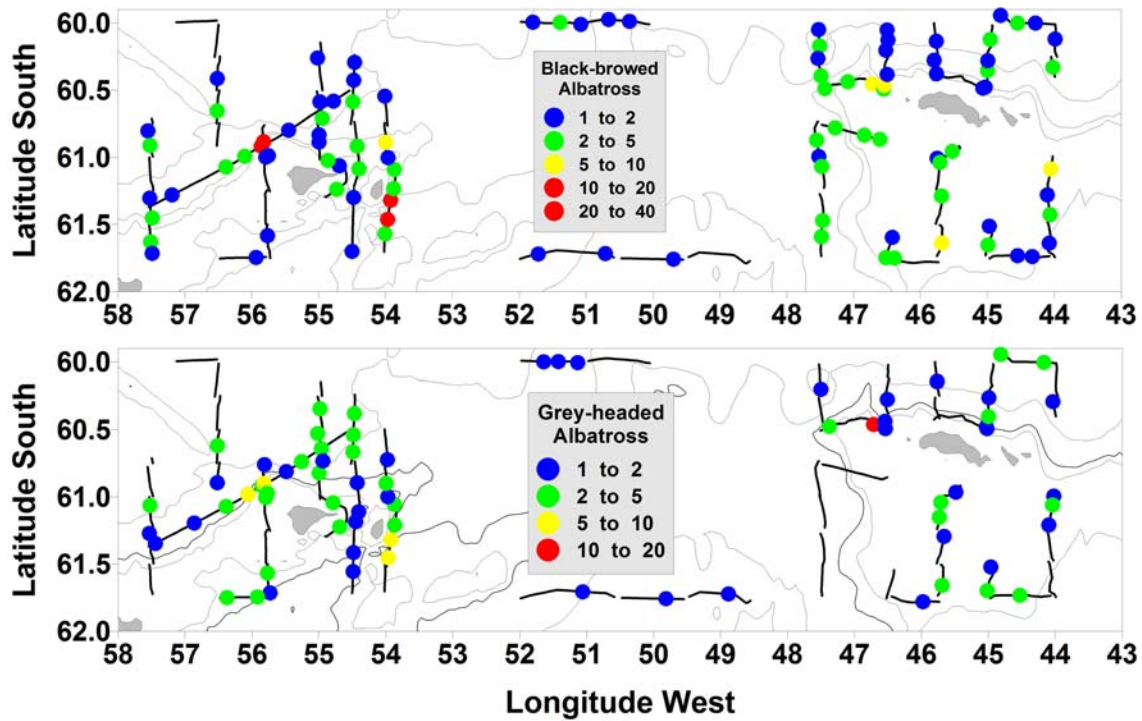 60.0
60.5
61.0
61.5
62.0
Latitude South
Black-browed
Albatross
1 to 2
2 to 5
5 to 10
10 to 20
20 to 40
58 57 56 55 54 53 52 51 50 49 48 47 46 45 44 43
60.0
60.5
61.0
61.5
62.0
Latitude South
Grey-headed
Albatross
1 to 2
2 to 5
5 to 10
10 to 20
58 57 56 55 54 53 52 51 50 49 48 47 46 45 44 43
Longitude West